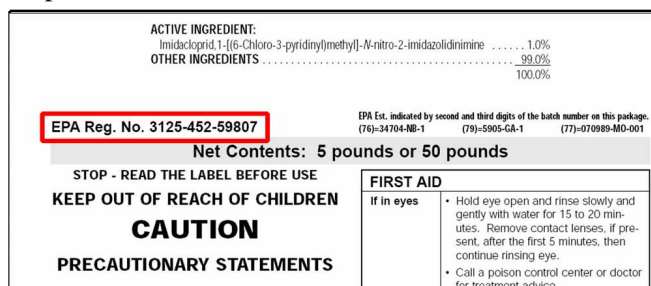 ACTIVE INGREDIENT:
Imidacloprid,1-[(6-Chloro-3-pyridinyl)methyl]-N-nitro-2-imidazolidinimine . . . . . . 1.0%
OTHER INGREDIENTS . . . . . . . . . . . . . . . . . . . . . . . . . . . . . . . . . . . . . . . 99.0%
100.0%
EPA Reg. No. 3125-452-59807
EPA Est. indicated by second and third digits of the batch number on this package.
(76)=34704-NB-1 (79)=5905-GA-1 (77)=070989-MO-001
Net Contents: 5 pounds or 50 pounds
STOP - READ THE LABEL BEFORE USE
KEEP OUT OF REACH OF CHILDREN
CAUTION
PRECAUTIONARY STATEMENTS
FIRST AID
If in eyes
• Hold eye open and rinse slowly and
gently with water for 15 to 20 min-
utes. Remove contact lenses, if pre-
sent, after the first 5 minutes, then
continue rinsing eye.
• Call a poison control center or doctor
for treatment advice